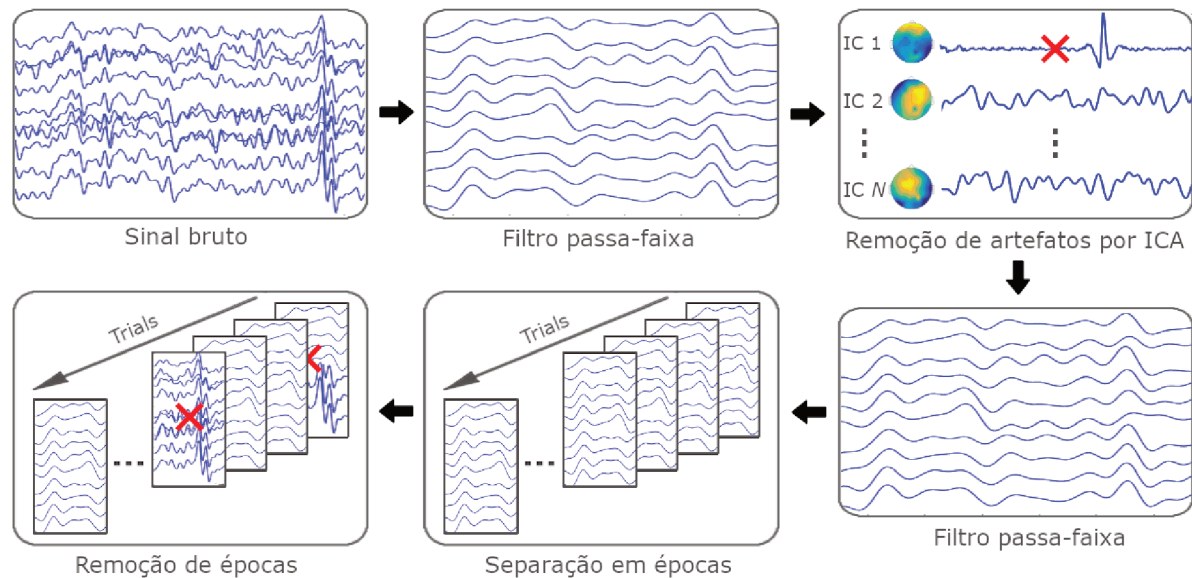 Sinal bruto
Filtro passa-faixa
IC 1
IC 2
IC N
Remoção de artefatos por ICA
Filtro passa-faixa
Trials
Separação em épocas
Trials
Remoção de épocas